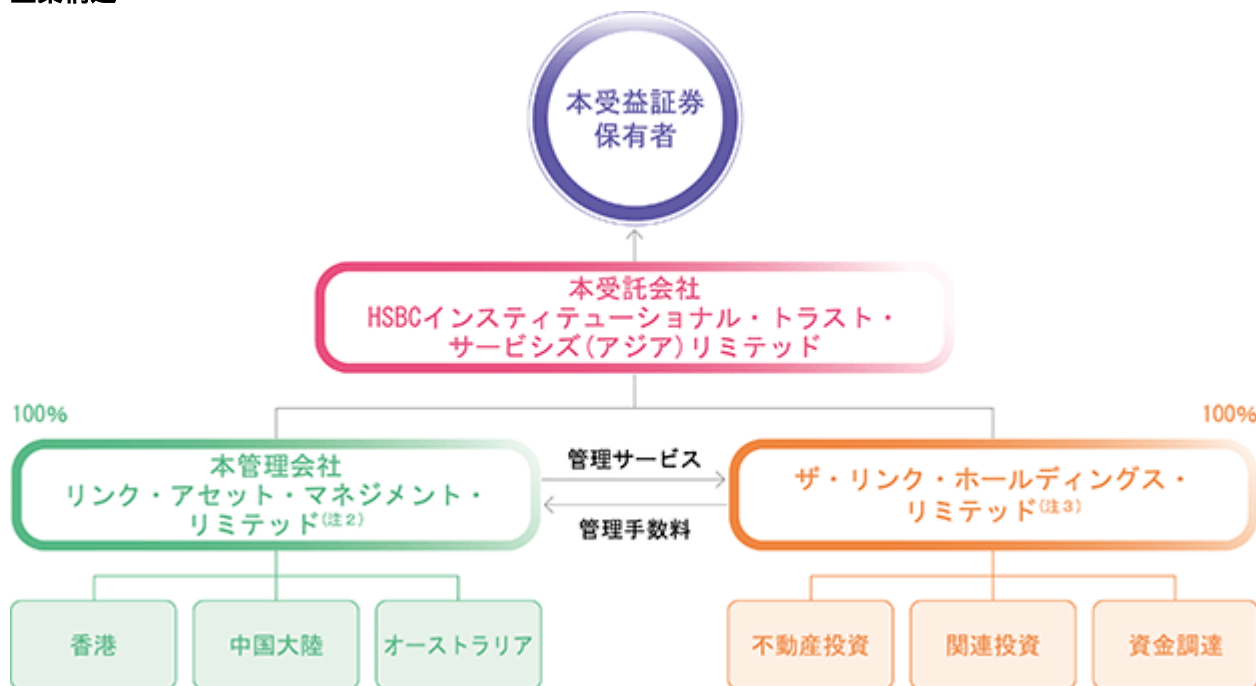 本受益証券
保有者
本受託会社
HSBCインスティテューショナル・トラスト・
サービシズ(アジア)リミテッド
100%
100%
本管理会社
リンク・アセット・マネジメント・
リミテッド(注2)
管理サービス
管理手数料
ザ・リンク・ホールディングス・
リミテッド(注3)
香港
中国大陸
オーストラリア
不動産投資
関連投資
資金調達